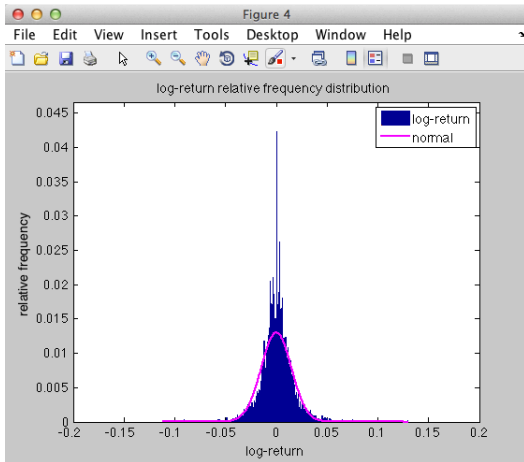 Figure 4
File Edit View Insert Tools Desktop Window Help
log-return relative frequency distribution
log-return
normal
0.045
0.04
0.035
0.03
0.025
0.02
0.015
0.01
0.005
0
relative frequency
-0.2 -0.15 -0.1 -0.05 0 0.05 0.1 0.15 0.2
log-return